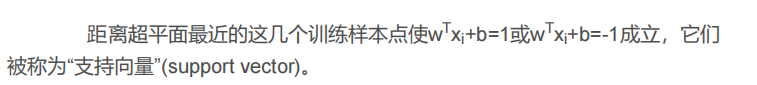 距离超平面最近的这几个训练样本点使wᵀxᵢ+b=1或wᵀxᵢ+b=-1成立，它们
被称为“支持向量”(support vector)。